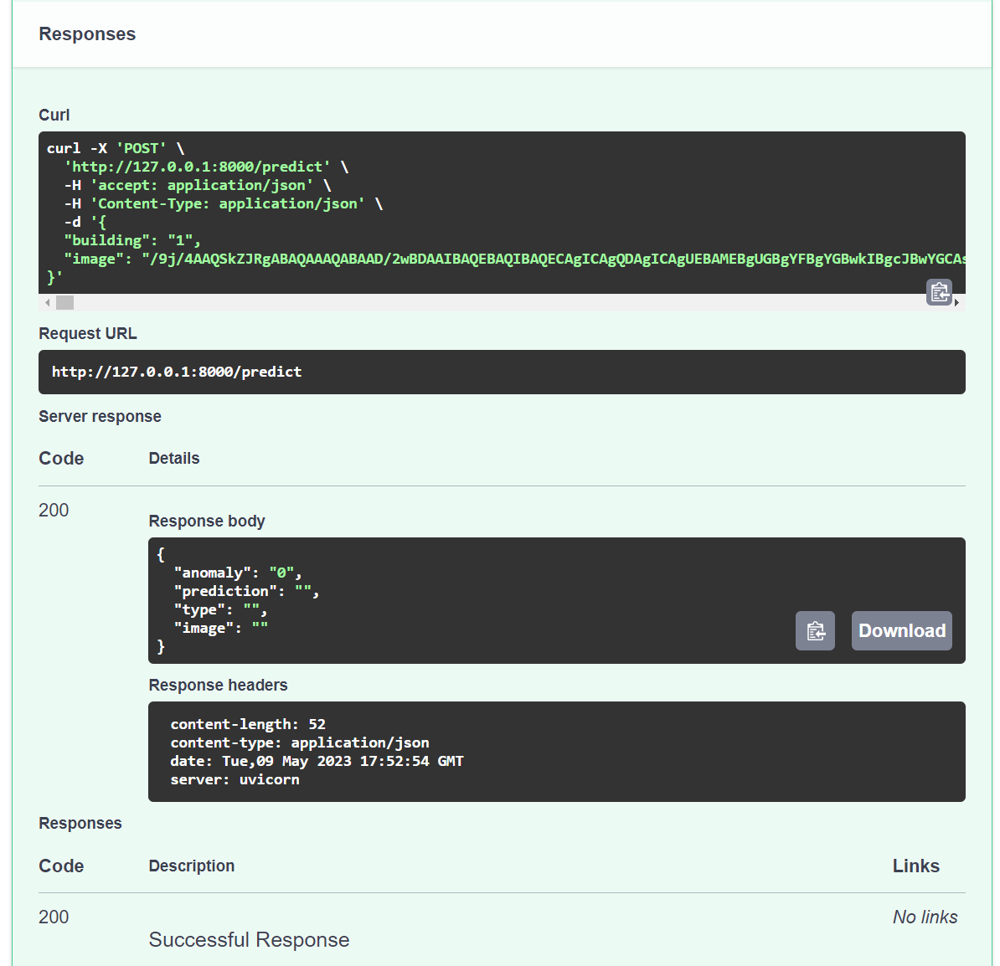 Responses
Curl
curl -X 'POST' \
'http://127.0.0.1:8000/predict' \
-H 'accept: application/json' \
-H 'Content-Type: application/json' \
-d '{
"building": "1",
"image": "/9j/4AAQSkZJRgABAQAAAQABAAD/2wBDAAIBAQEBAQIBAQECAgICAgQDAgICAgUEBAMEBgUGBgYFBgYGBwkIBgcJBwYGCAs
}'
Request URL
http://127.0.0.1:8000/predict
Server response
Code Details
200
Response body
{
"anomaly": "0",
"prediction": "",
"type": "",
"image": ""
}
Download
Response headers
content-length: 52
content-type: application/json
date: Tue,09 May 2023 17:52:54 GMT
server: uvicorn
Responses
Code Description Links
200 No links
Successful Response